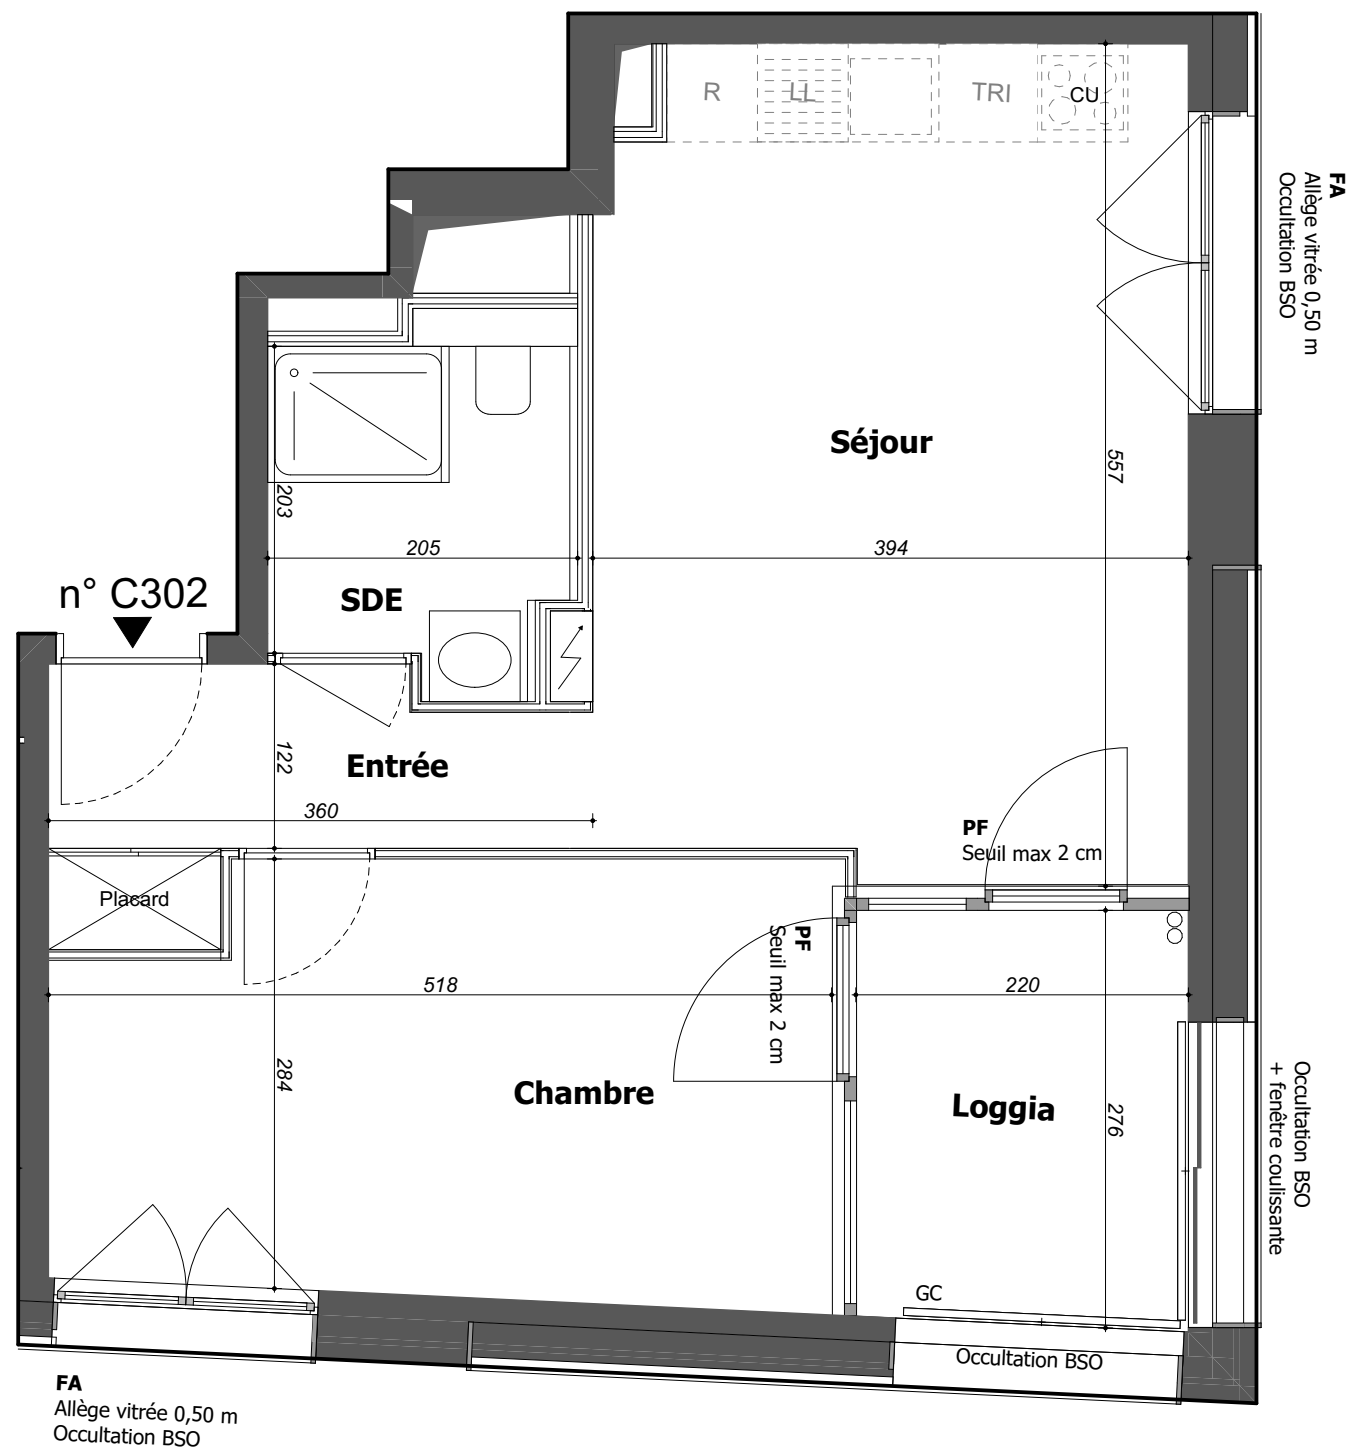 R
LL
TRI
CU
FA
Allège vitrée 0,50 m
Occultation BSO
Séjour
557
203
205
394
n° C302
SDE
122
Entrée
360
PF
Seuil max 2 cm
Placard
PF
Seuil max 2 cm
518
220
284
Chambre
Loggia
276
Occultation BSO
+ fenêtre coulissante
GC
Occultation BSO
FA
Allège vitrée 0,50 m
Occultation BSO